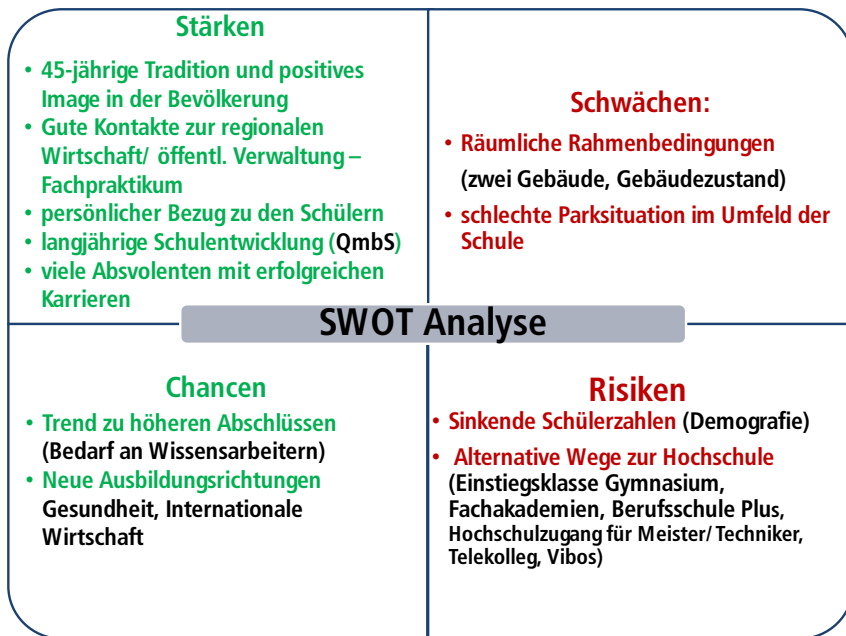 Stärken
• 45-jährige Tradition und positives
Image in der Bevölkerung
• Gute Kontakte zur regionalen
Wirtschaft/ öffentl. Verwaltung –
Fachpraktikum
• persönlicher Bezug zu den Schülern
• langjährige Schulentwicklung (QmbS)
• viele Absvolenten mit erfolgreichen
Karrieren
Schwächen:
• Räumliche Rahmenbedingungen
(zwei Gebäude, Gebäudezustand)
• schlechte Parksituation im Umfeld der
Schule
SWOT Analyse
Chancen
• Trend zu höheren Abschlüssen
(Bedarf an Wissensarbeitern)
• Neue Ausbildungsrichtungen
Gesundheit, Internationale
Wirtschaft
Risiken
• Sinkende Schülerzahlen (Demografie)
• Alternative Wege zur Hochschule
(Einstiegsklasse Gymnasium,
Fachakademien, Berufsschule Plus,
Hochschulzugang für Meister/ Techniker,
Telekolleg, Vibos)